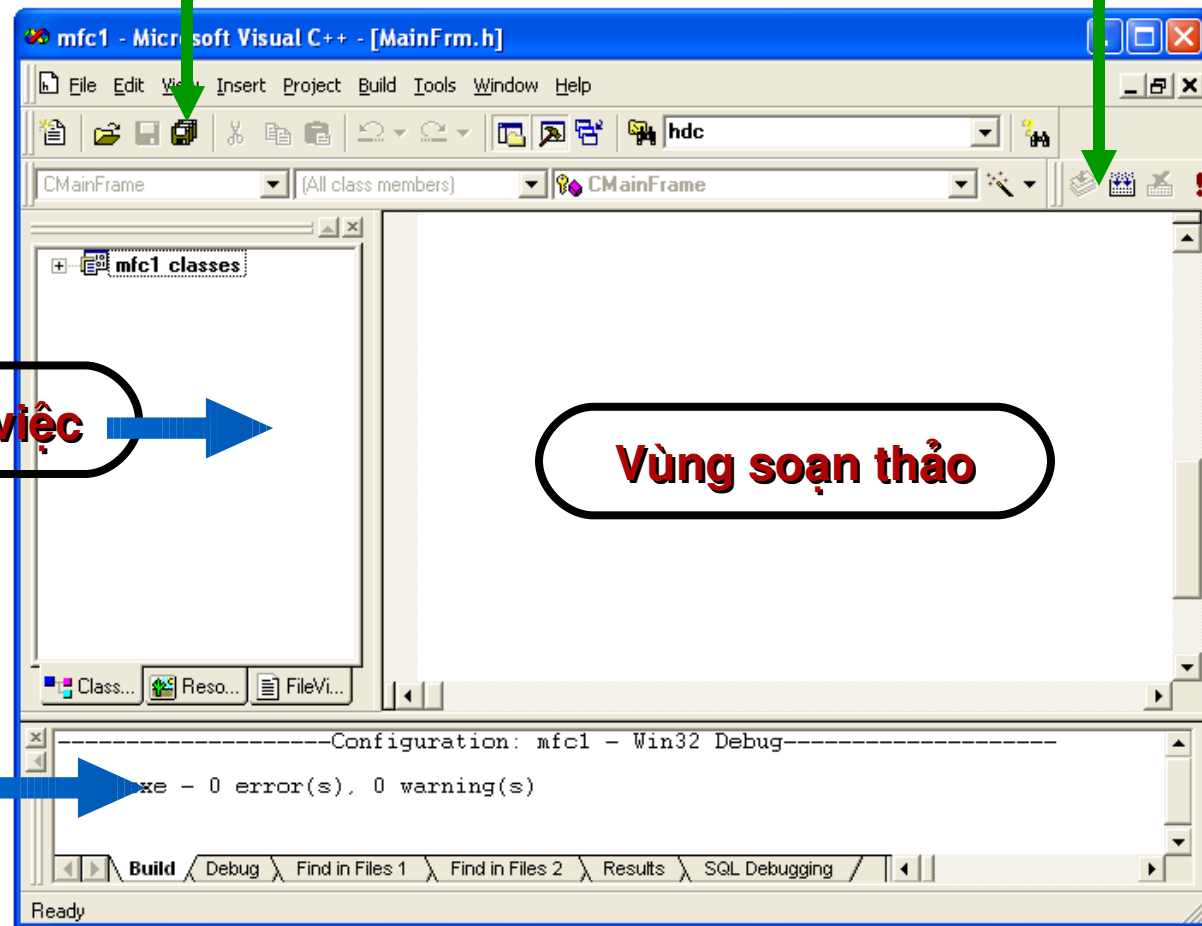 mfc1 - Microsoft Visual C++ - [MainFrm.h]
File Edit View Insert Project Build Tools Window Help
hdc
CMainFrame (All class members) CMainFrame
mfc1 classes
việc
Vùng soạn thảo
Class... Reso... FileVi...
--------------------Configuration: mfc1 - Win32 Debug--------------------
exe - 0 error(s), 0 warning(s)
Build Debug Find in Files 1 Find in Files 2 Results SQL Debugging
Ready